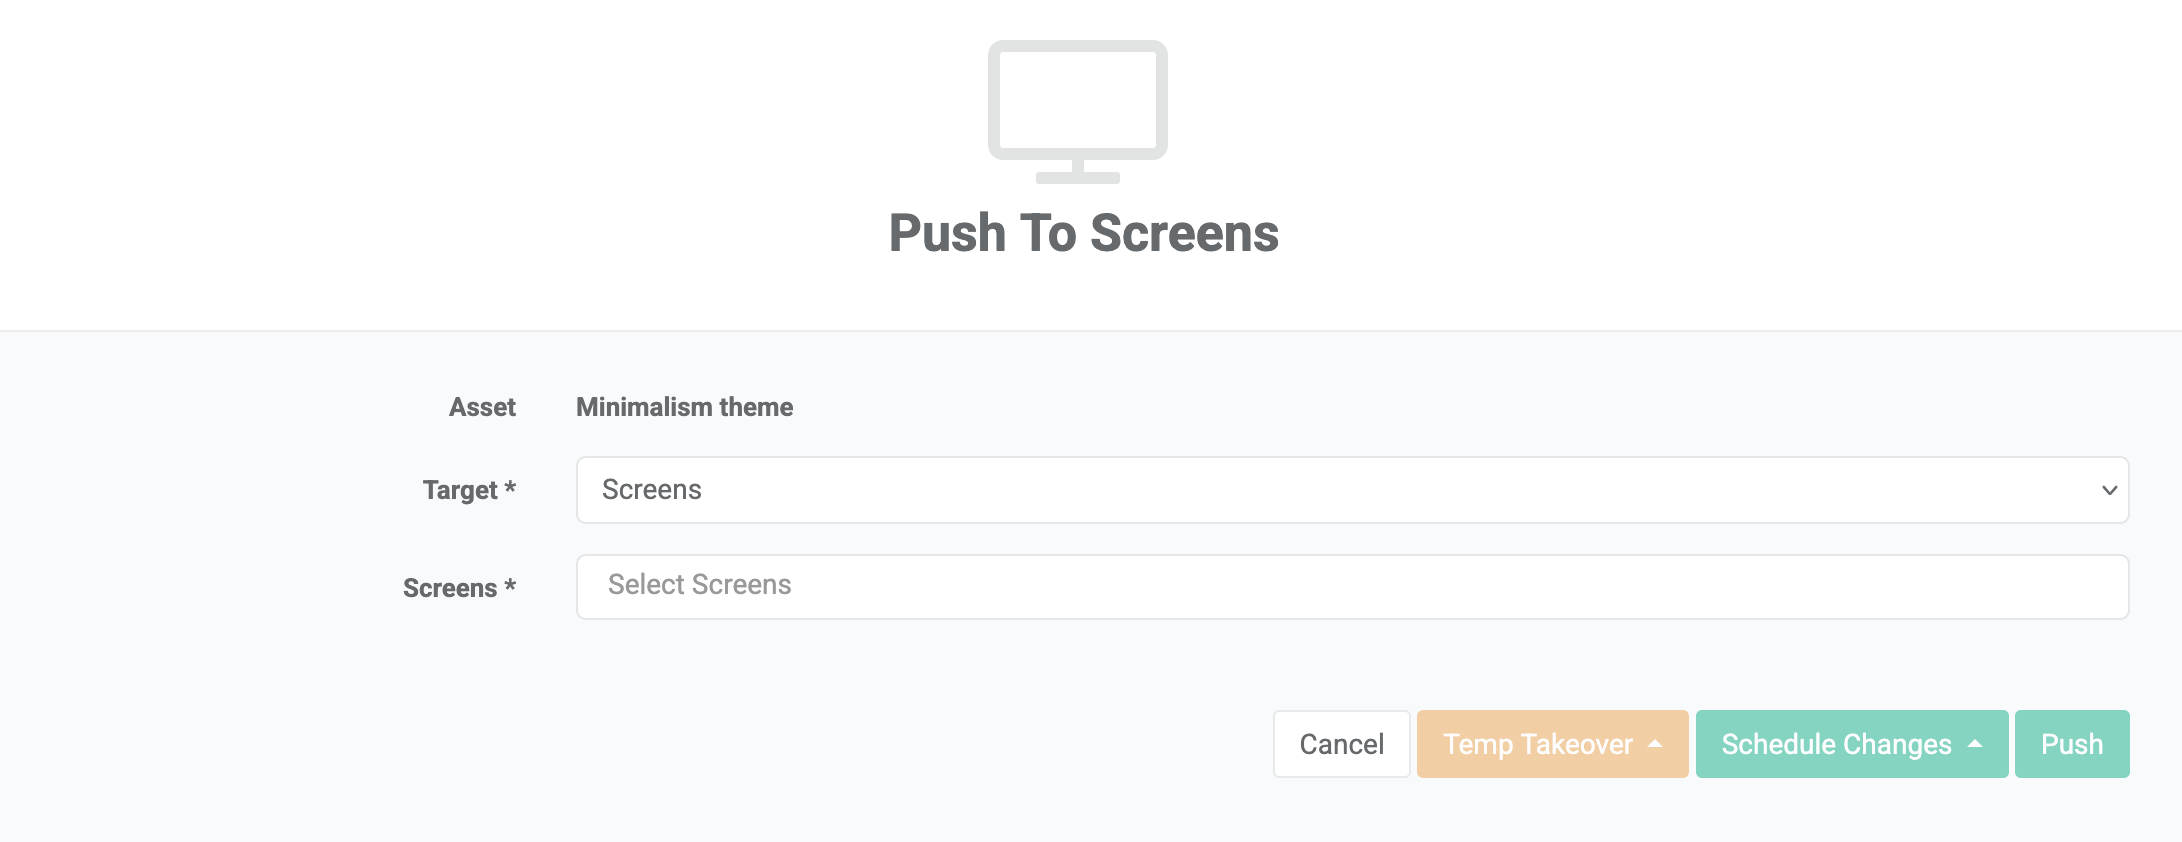 Push To Screens
Asset Minimalism theme
Target * Screens
Screens * Select Screens
Cancel Temp Takeover Schedule Changes Push